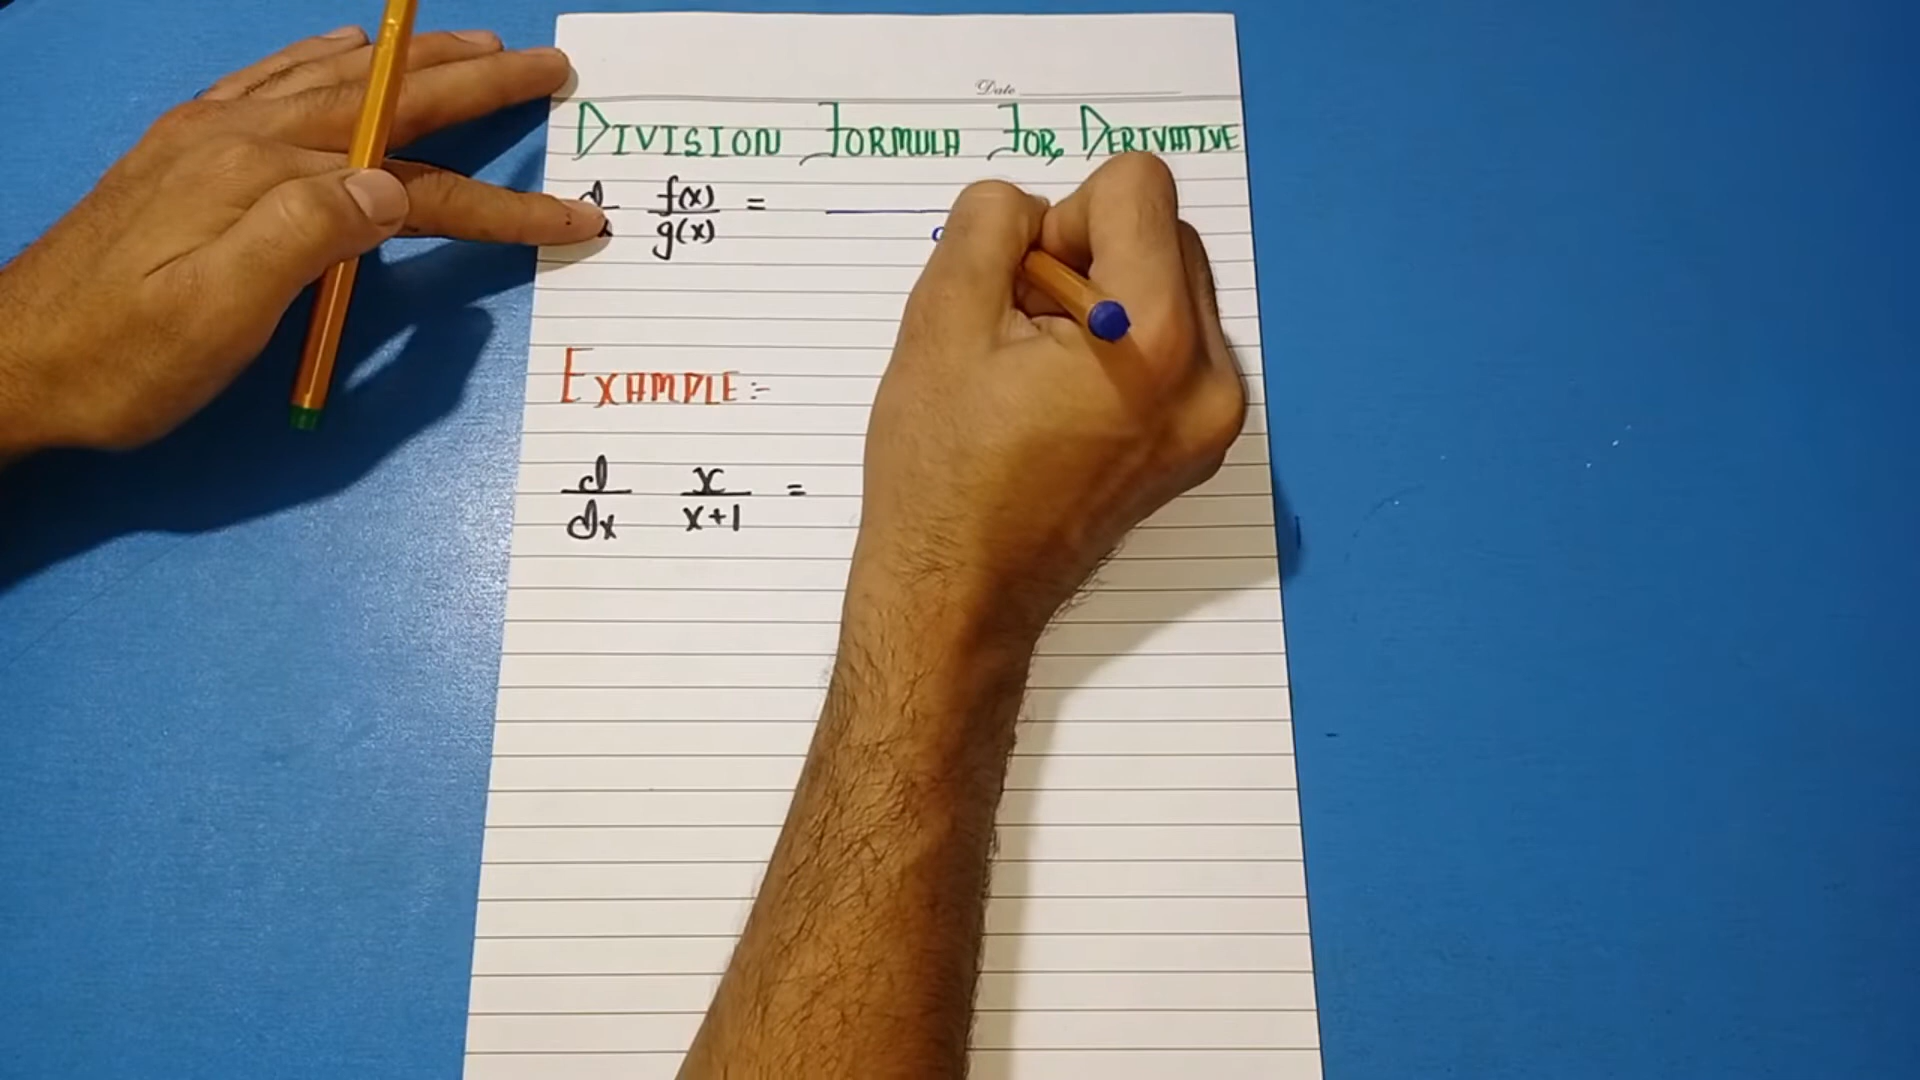 Date
DIVISION FORMULA FOR DERIVATIVE
d f(x) =
g(x)
EXAMPLE:-
d x =
dx x+1